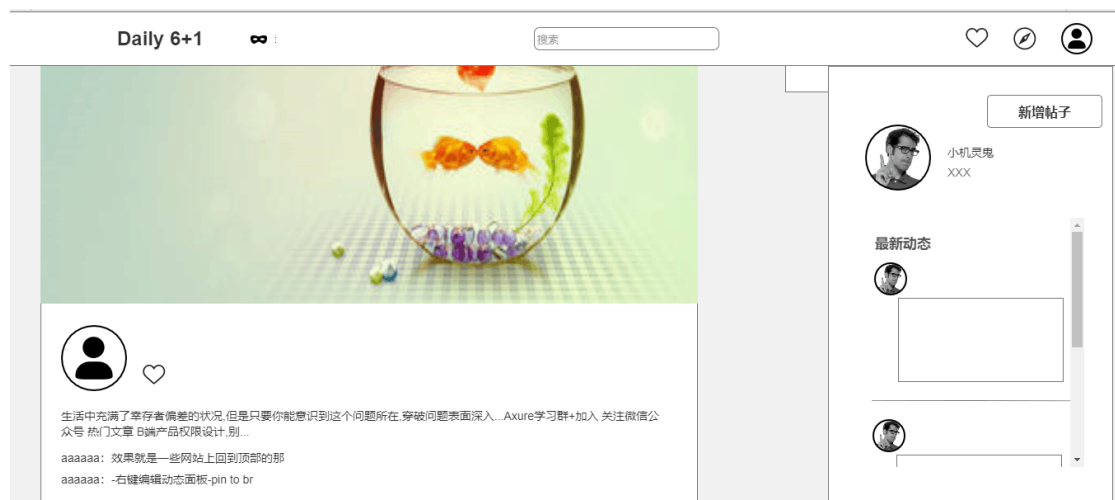 Daily 6+1
搜索
新增帖子
小机灵鬼
XXX
最新动态
生活中充满了幸存者偏差的状况,但是只要你能意识到这个问题所在,穿破问题表面深入...Axure学习群+加入 关注微信公
众号 热门文章 B端产品权限设计,别...
aaaaaa：效果就是一些网站上回到顶部的那
aaaaaa：-右键编辑动态面板-pin to br